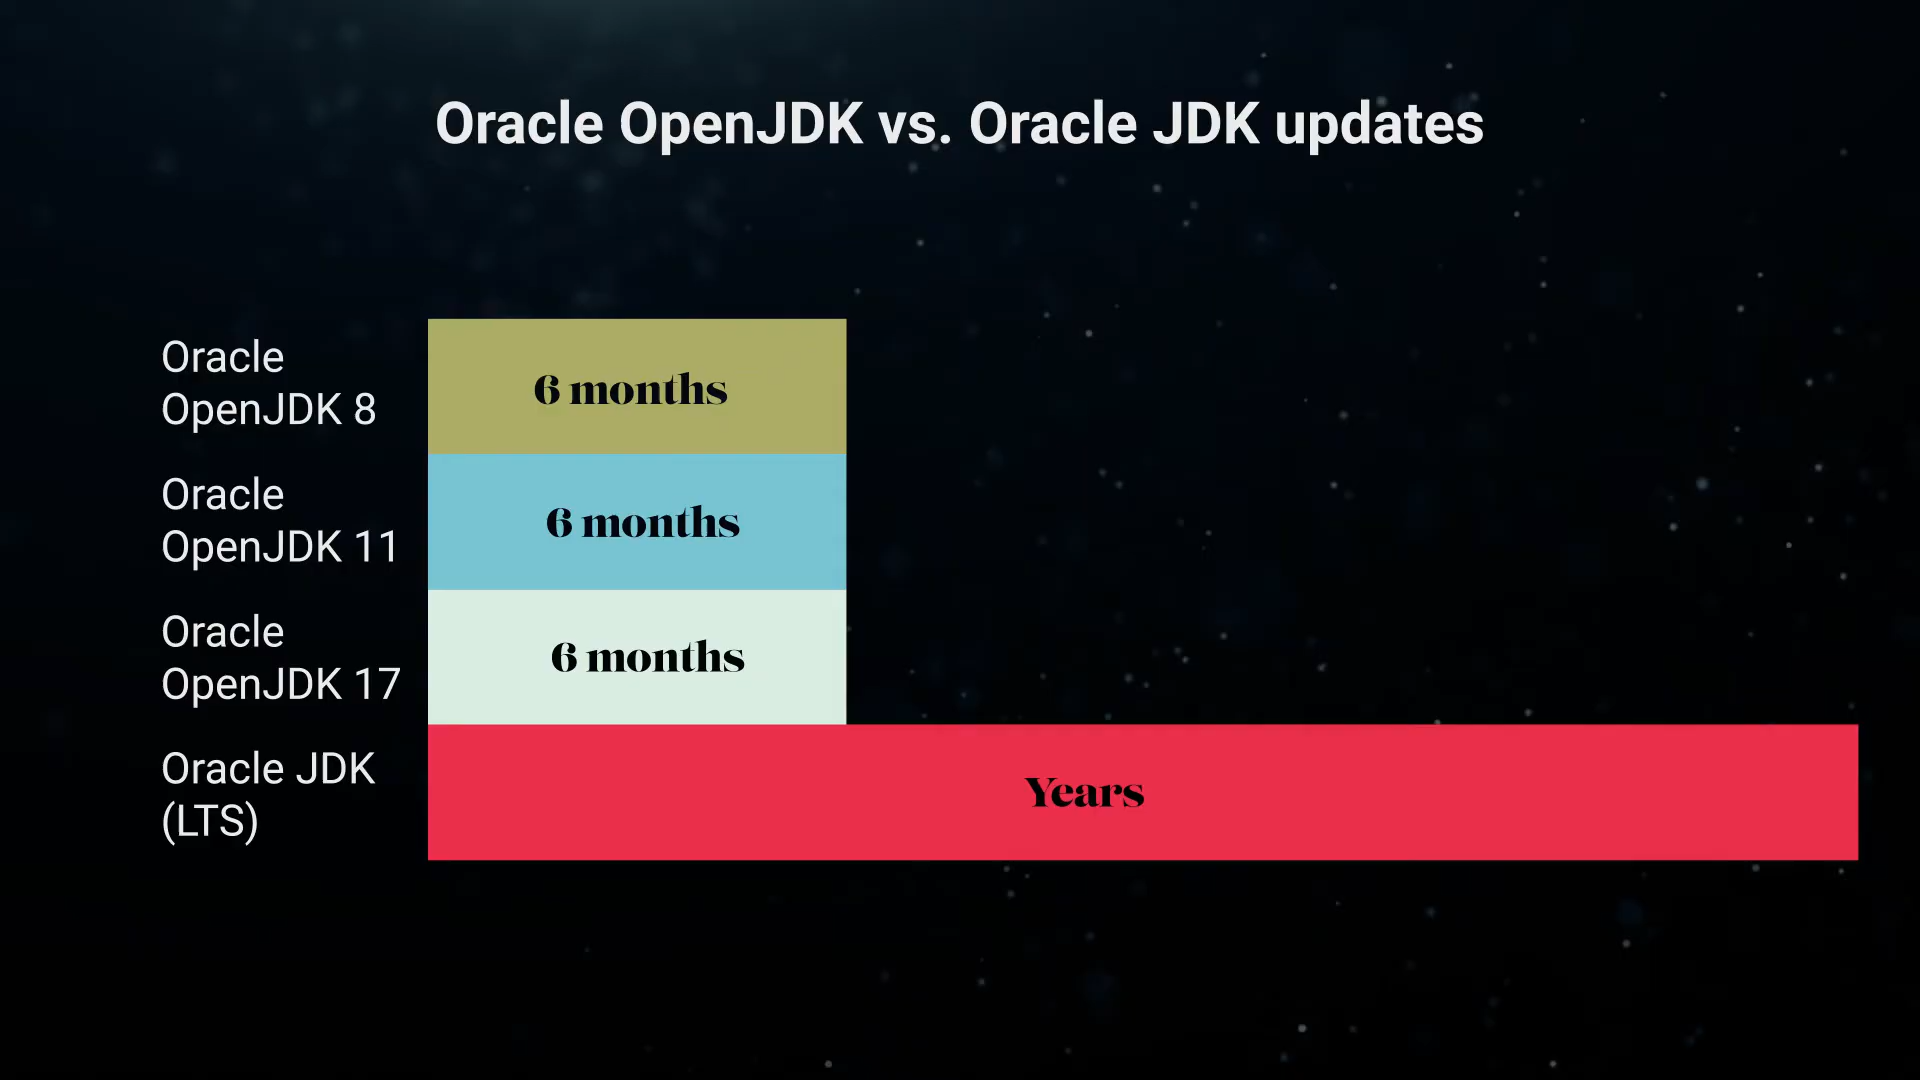 Oracle OpenJDK vs. Oracle JDK updates
Oracle
OpenJDK 8
6 months
Oracle
OpenJDK 11
6 months
Oracle
OpenJDK 17
6 months
Oracle JDK
(LTS)
Years